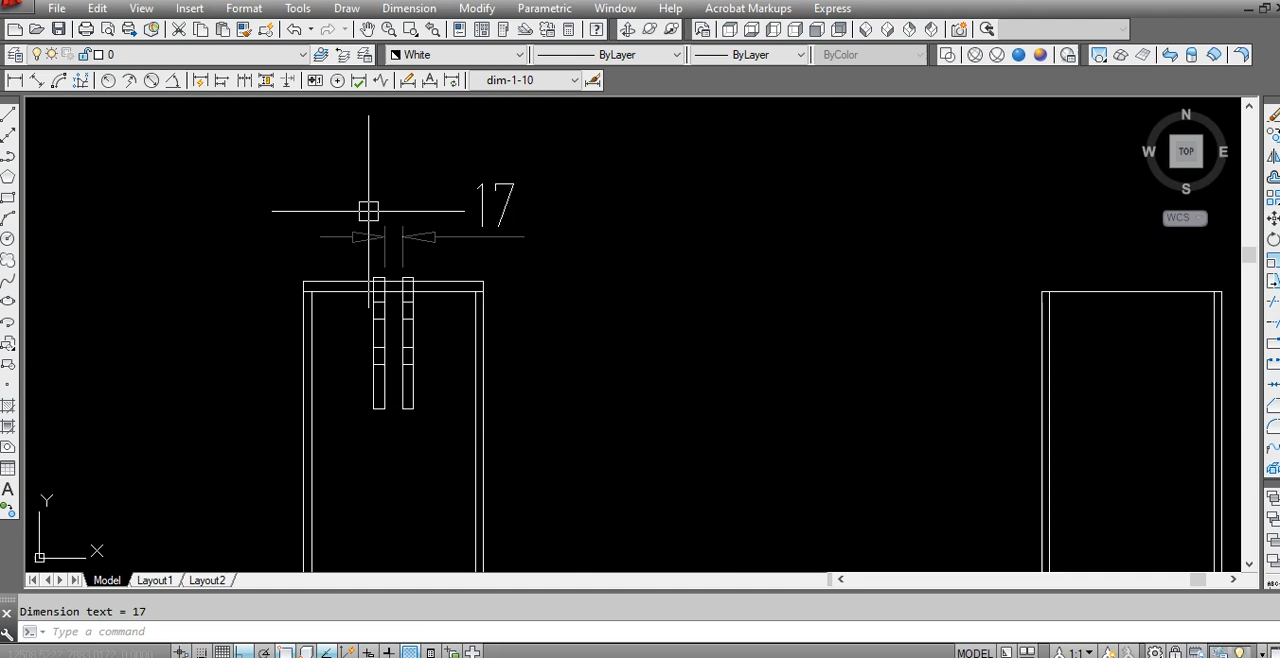 File Edit View Insert Format Tools Draw Dimension Modify Parametric Window Help Acrobat Markups Express
0 White ByLayer ByLayer ByColor
dim-1-10
N
W TOP E
S
WCS
17
Y
X
Model Layout1 Layout2
Dimension text = 17
Type a command
MODEL 1:1